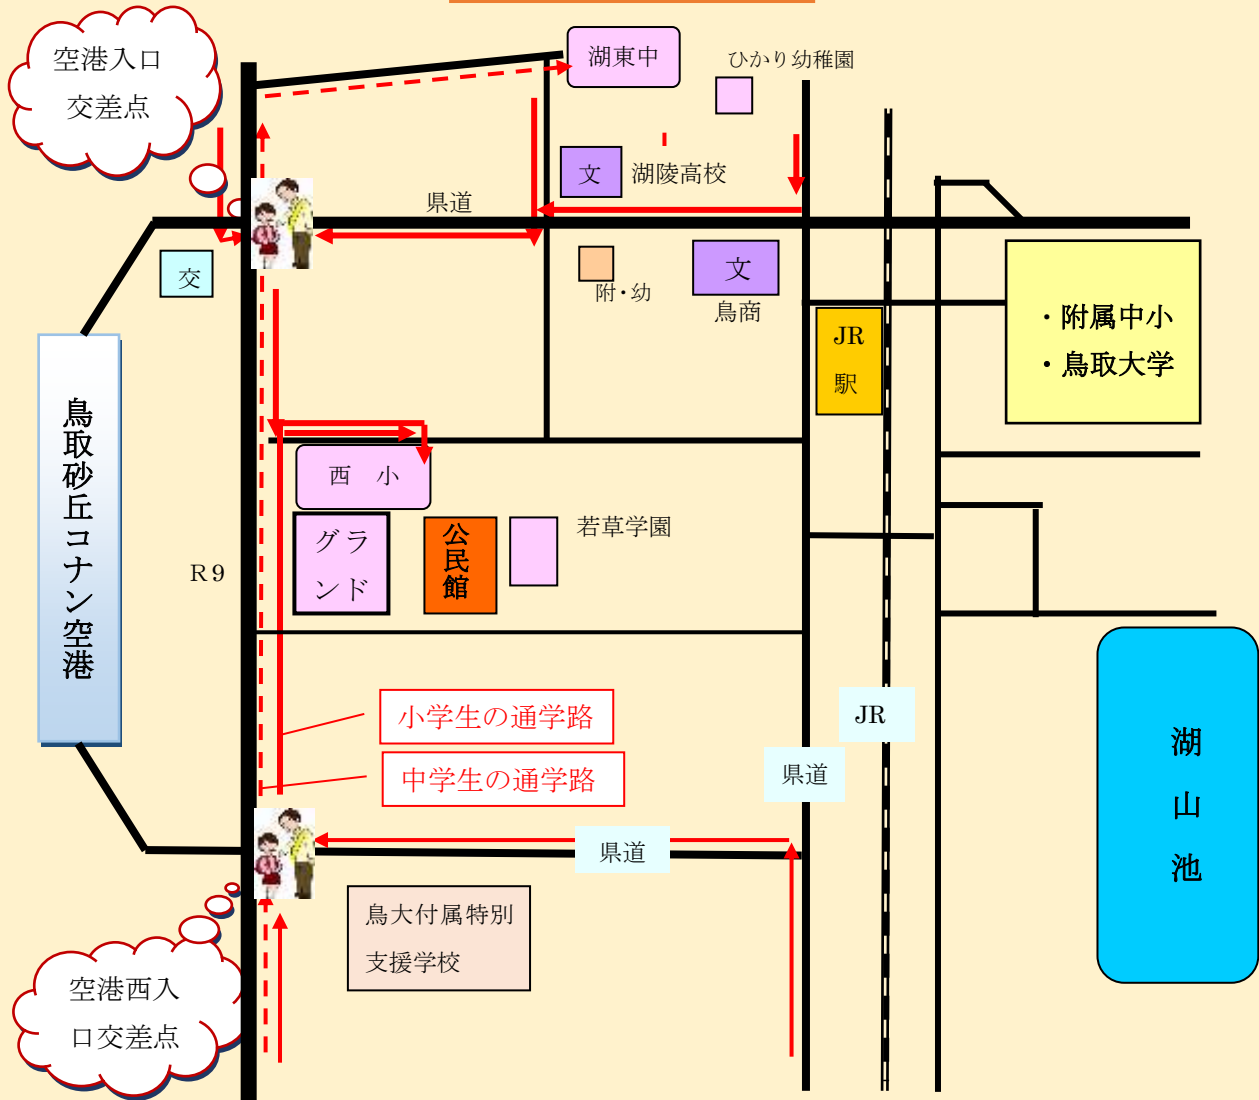 空港入口
交差点
湖東中
ひかり幼稚園
文
湖陵高校
県道
交
附・幼
文
鳥商
JR
駅
・附属中小
・鳥取大学
鳥取砂丘コナン空港
西 小
グラ
ンド
公民館
若草学園
R9
小学生の通学路
中学生の通学路
JR
県道
県道
湖山池
鳥大付属特別
支援学校
空港西入
口交差点